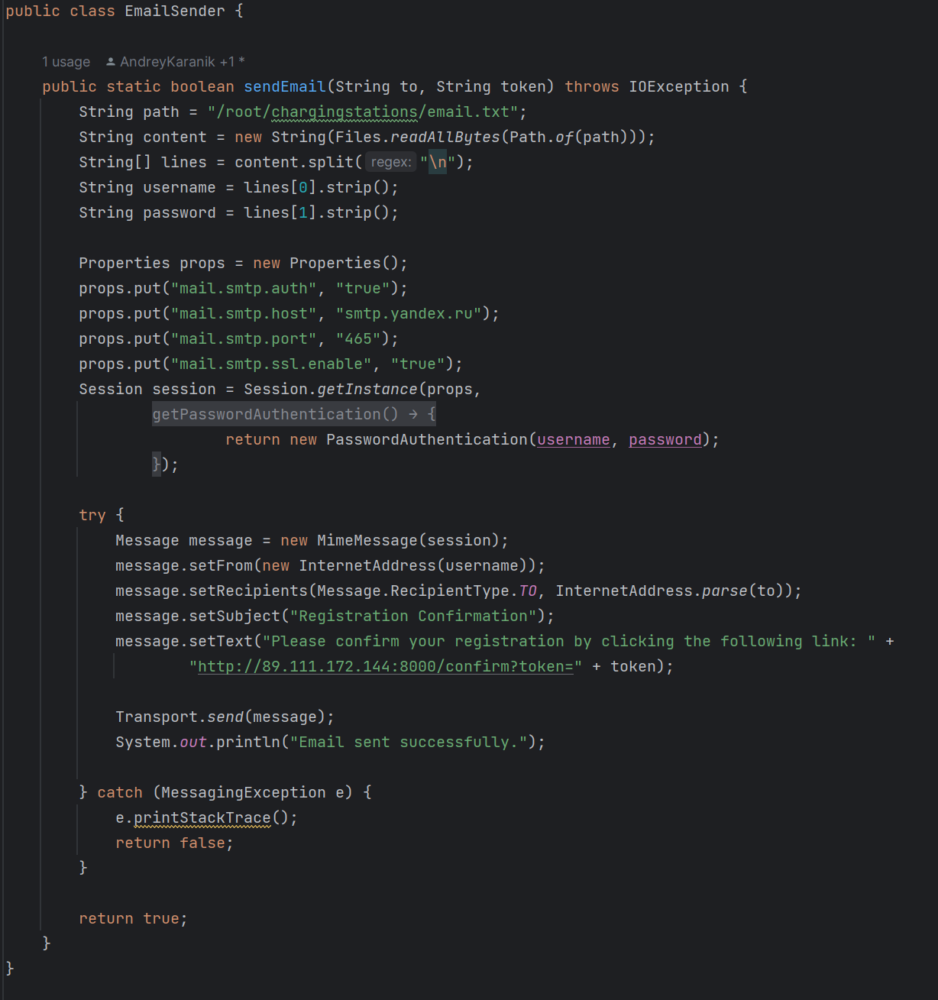 public class EmailSender {
1 usage AndreyKaranik +1 *
public static boolean sendEmail(String to, String token) throws IOException {
String path = "/root/chargingstations/email.txt";
String content = new String(Files.readAllBytes(Path.of(path)));
String[] lines = content.split( regex: "\n");
String username = lines[0].strip();
String password = lines[1].strip();
Properties props = new Properties();
props.put("mail.smtp.auth", "true");
props.put("mail.smtp.host", "smtp.yandex.ru");
props.put("mail.smtp.port", "465");
props.put("mail.smtp.ssl.enable", "true");
Session session = Session.getInstance(props,
getPasswordAuthentication() → {
return new PasswordAuthentication(username, password);
});
try {
Message message = new MimeMessage(session);
message.setFrom(new InternetAddress(username));
message.setRecipients(Message.RecipientType.TO, InternetAddress.parse(to));
message.setSubject("Registration Confirmation");
message.setText("Please confirm your registration by clicking the following link: " +
"http://89.111.172.144:8000/confirm?token=" + token);
Transport.send(message);
System.out.println("Email sent successfully.");
} catch (MessagingException e) {
e.printStackTrace();
return false;
}
return true;
}
}